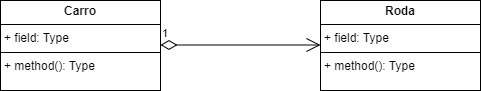 Carro
+ field: Type
+ method(): Type
1
Roda
+ field: Type
+ method(): Type